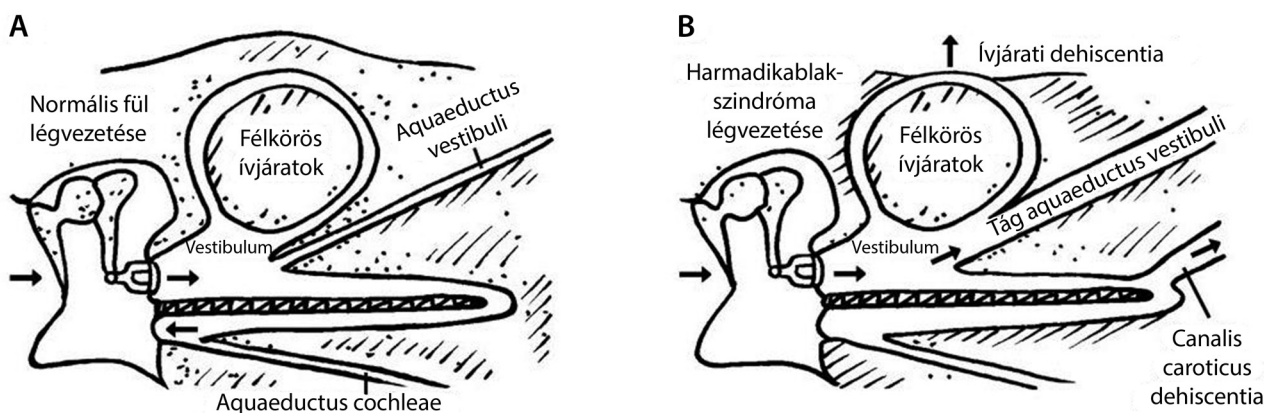 A
Normális fül
légvezetése
Félkörös
ívjáratok
Aquaeductus
vestibuli
Vestibulum
Aquaeductus cochleae
B
Harmadikablak-
szindróma
légvezetése
Ívjárati dehiscentia
Félkörös
ívjáratok
Tág aquaeductus vestibuli
Vestibulum
Canalis
caroticus
dehiscentia